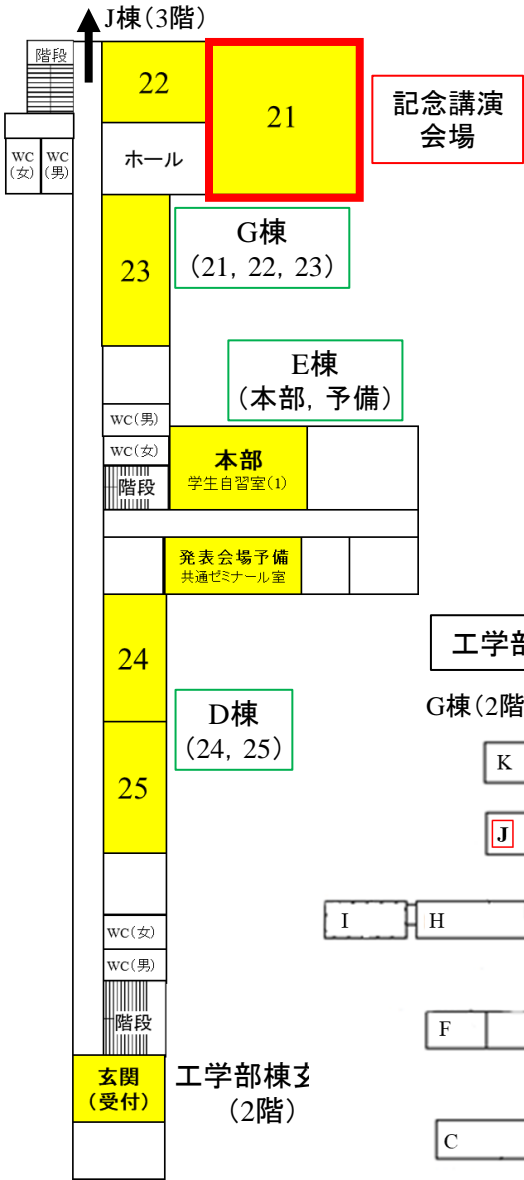 J棟(3階)
階段
22
21
記念講演
会場
WC
(女)
WC
(男)
ホール
23
G棟
(21, 22, 23)
E棟
(本部, 予備)
WC(男)
WC(女)
階段
本部
学生自習室(1)
発表会場予備
共通ゼミナール室
24
25
D棟
(24, 25)
工学部
G棟(2階
K
J
I
H
F
C
WC(女)
WC(男)
階段
玄関
(受付)
工学部棟玄
(2階)